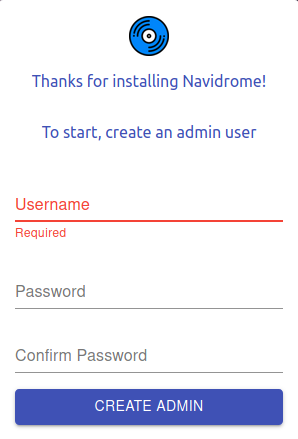 Thanks for installing Navidrome!
To start, create an admin user
Username
Required
Password
Confirm Password
CREATE ADMIN